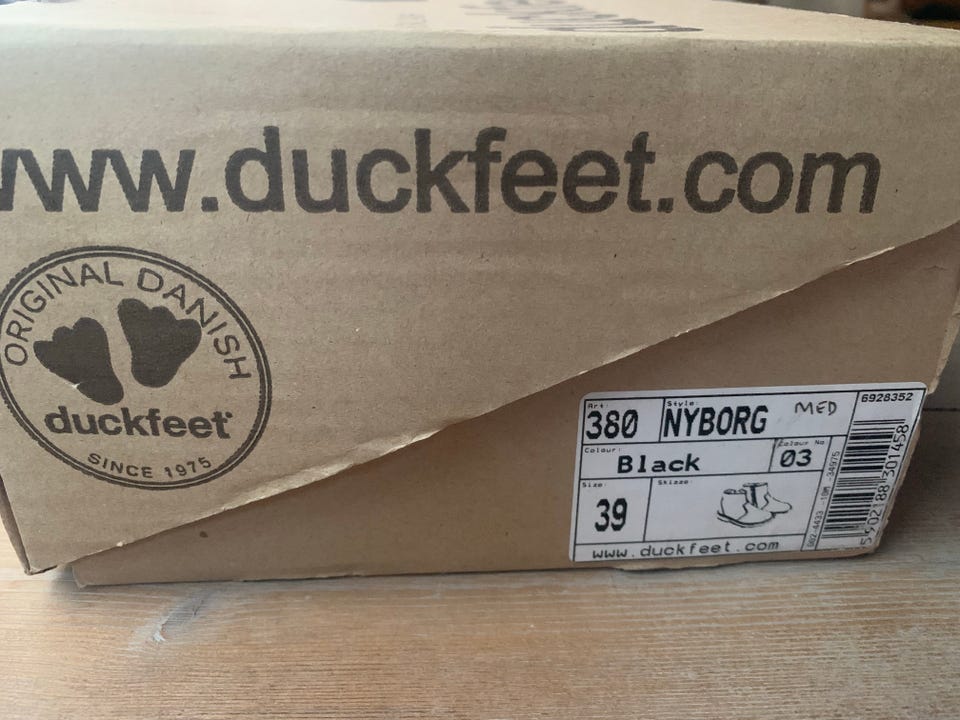 www.duckfeet.com
ORIGINAL DANISH
duckfeet
SINCE 1975
Art: Style: MED 6928352
380 NYBORG
Colour: Colour No
Black 03
Size: Skizze:
39
www.duckfeet.com
5902188301458